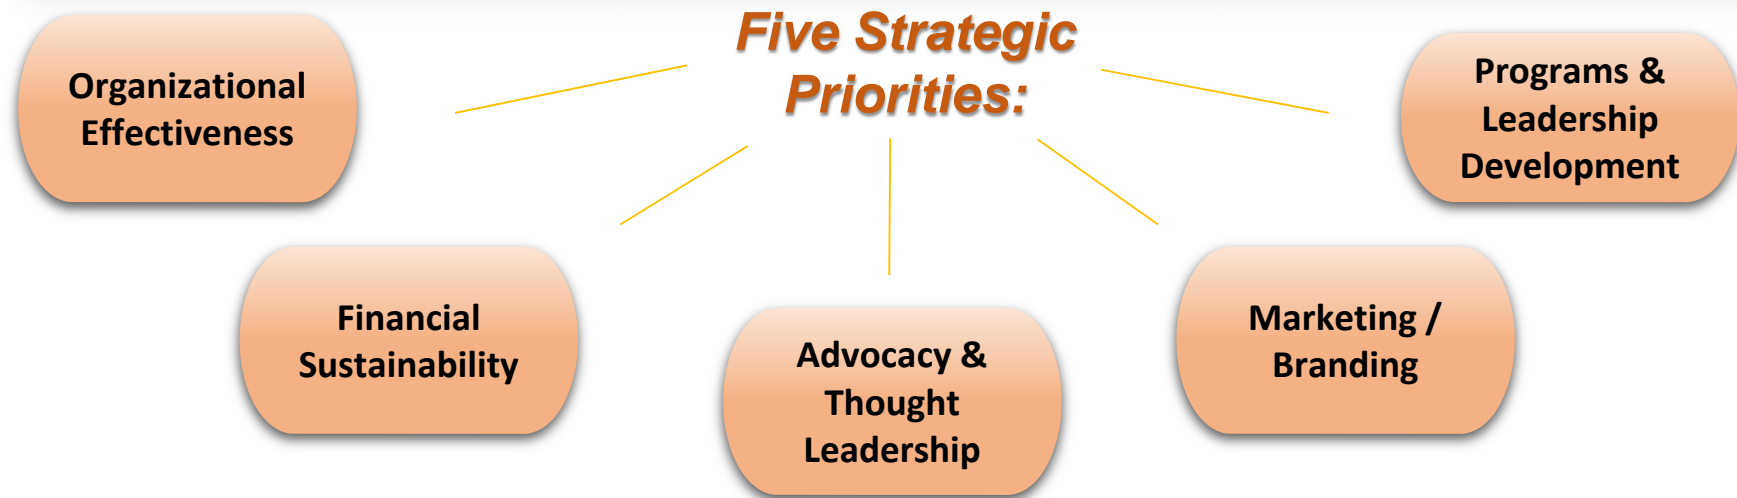 Five Strategic
Priorities:
Organizational
Effectiveness
Financial
Sustainability
Advocacy &
Thought
Leadership
Marketing /
Branding
Programs &
Leadership
Development